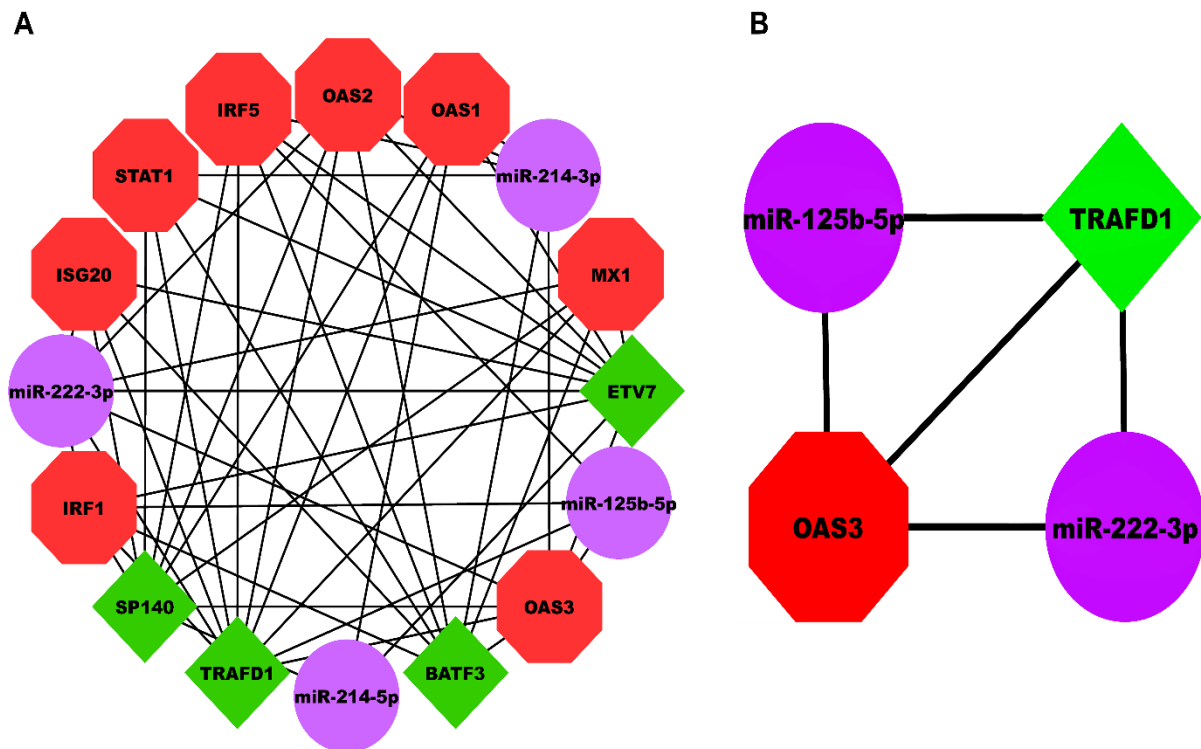 A
B
OAS2
IRF5
OAS1
STAT1
miR-214-3p
ISG20
MX1
miR-222-3p
ETV7
IRF1
miR-125b-5p
SP140
OAS3
TRAFD1
BATF3
miR-214-5p
miR-125b-5p
TRAFD1
OAS3
miR-222-3p